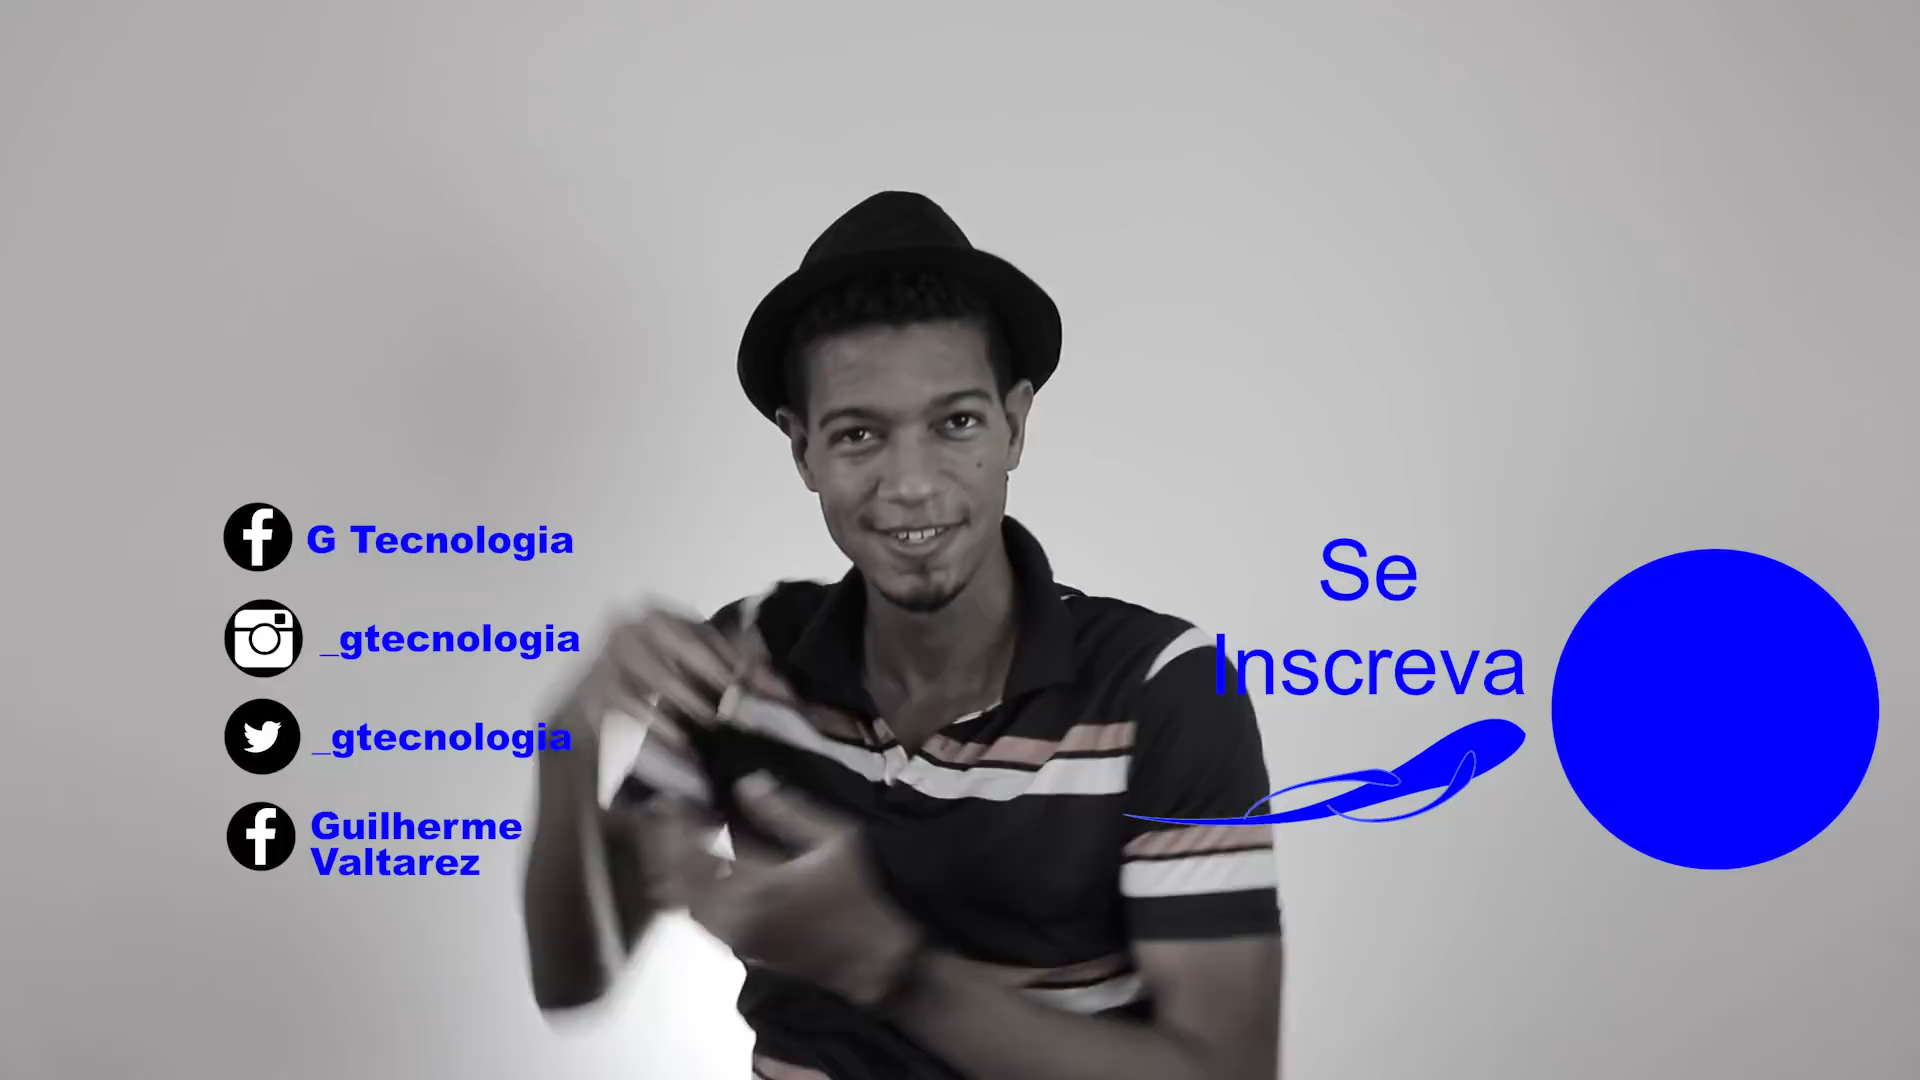 G Tecnologia
_gtecnologia
_gtecnologia
Guilherme
Valtarez
Se
Inscreva